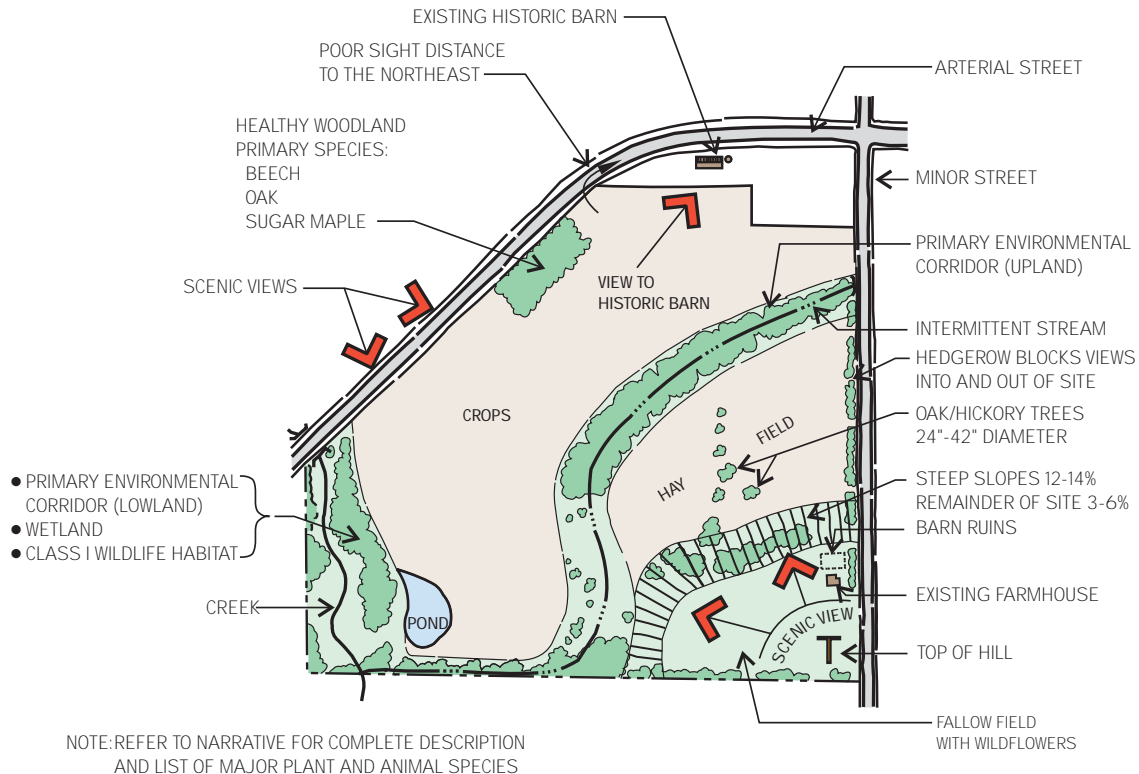 EXISTING HISTORIC BARN
POOR SIGHT DISTANCE
TO THE NORTHEAST
ARTERIAL STREET
HEALTHY WOODLAND
PRIMARY SPECIES:
BEECH
OAK
SUGAR MAPLE
MINOR STREET
PRIMARY ENVIRONMENTAL
CORRIDOR (UPLAND)
SCENIC VIEWS
VIEW TO
HISTORIC BARN
INTERMITTENT STREAM
HEDGEROW BLOCKS VIEWS
INTO AND OUT OF SITE
CROPS
OAK/HICKORY TREES
24"-42" DIAMETER
HAY FIELD
STEEP SLOPES 12-14%
REMAINDER OF SITE 3-6%
● PRIMARY ENVIRONMENTAL
CORRIDOR (LOWLAND)
● WETLAND
● CLASS I WILDLIFE HABITAT
BARN RUINS
EXISTING FARMHOUSE
CREEK
POND
SCENIC VIEW
TOP OF HILL
FALLOW FIELD
WITH WILDFLOWERS
NOTE:REFER TO NARRATIVE FOR COMPLETE DESCRIPTION
AND LIST OF MAJOR PLANT AND ANIMAL SPECIES